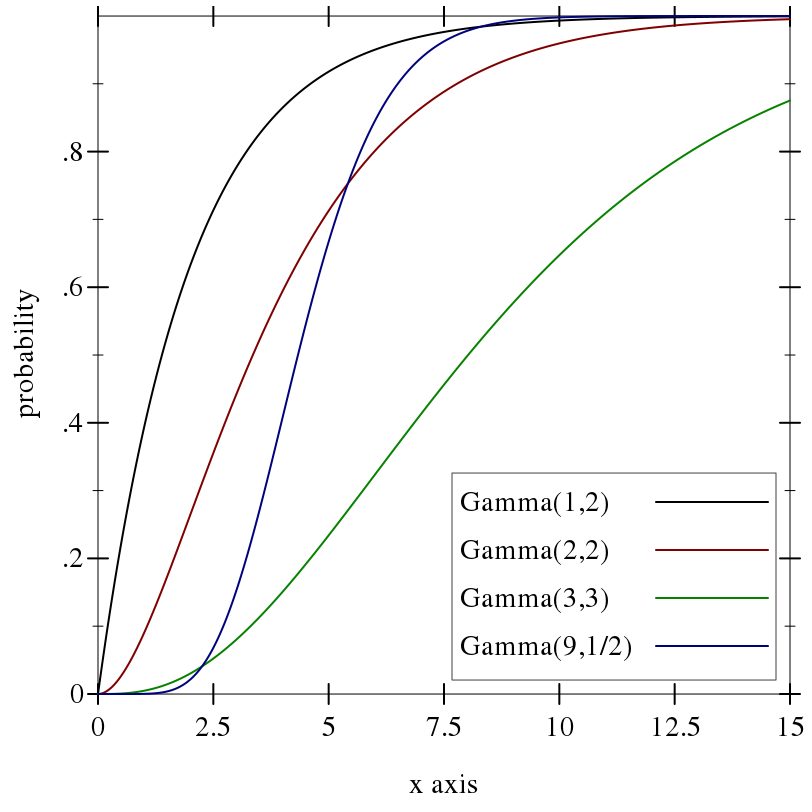 .8
.6
.4
.2
0
probability
Gamma(1,2)
Gamma(2,2)
Gamma(3,3)
Gamma(9,1/2)
0 2.5 5 7.5 10 12.5 15
x axis